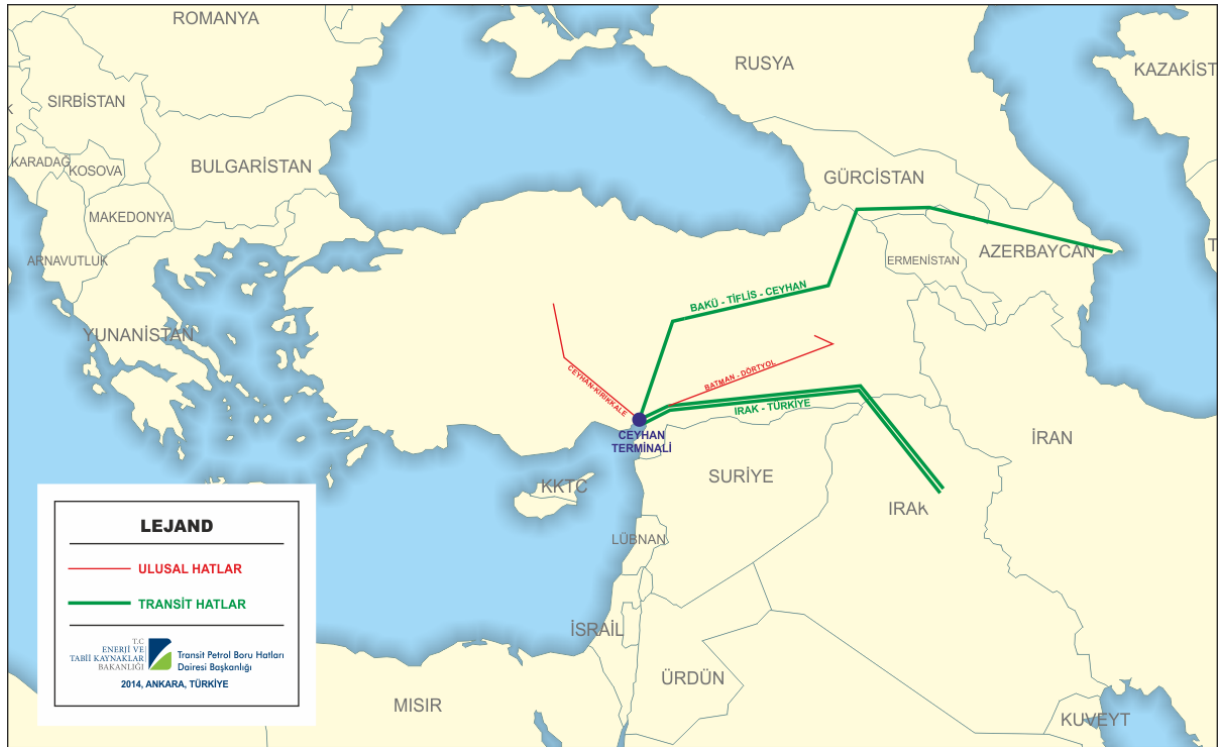 ROMANYA
RUSYA
KAZAKİST
SIRBİSTAN
K
KARADAĞ
KOSOVA
BULGARİSTAN
GÜRCİSTAN
MAKEDONYA
ARNAVUTLUK
ERMENİSTAN
AZERBAYCAN
T
YUNANİSTAN
BAKÜ - TİFLİS - CEYHAN
CEYHAN-KIRIKKALE
BATMAN - DÖRTYOL
IRAK - TÜRKİYE
CEYHAN
TERMİNALİ
İRAN
SURİYE
KKTC
IRAK
LÜBNAN
İSRAİL
ÜRDÜN
MISIR
KUVEYT
LEJAND
ULUSAL HATLAR
TRANSİT HATLAR
T.C
ENERJİ VE
TABİİ KAYNAKLAR
BAKANLIĞI
Transit Petrol Boru Hatları
Dairesi Başkanlığı
2014, ANKARA, TÜRKİYE